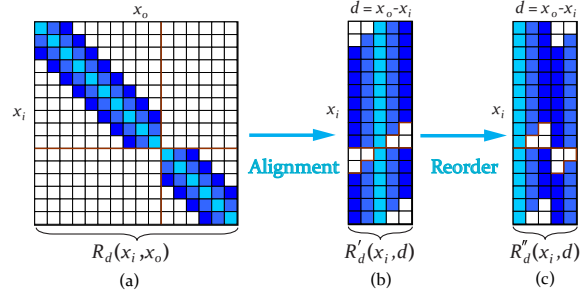 x_o
d = x_o-x_i
d = x_o-x_i
x_i
x_i
x_i
Alignment
Reorder
R_d(x_i,x_o)
R'_d(x_i,d)
R''_d(x_i,d)
(a)
(b)
(c)